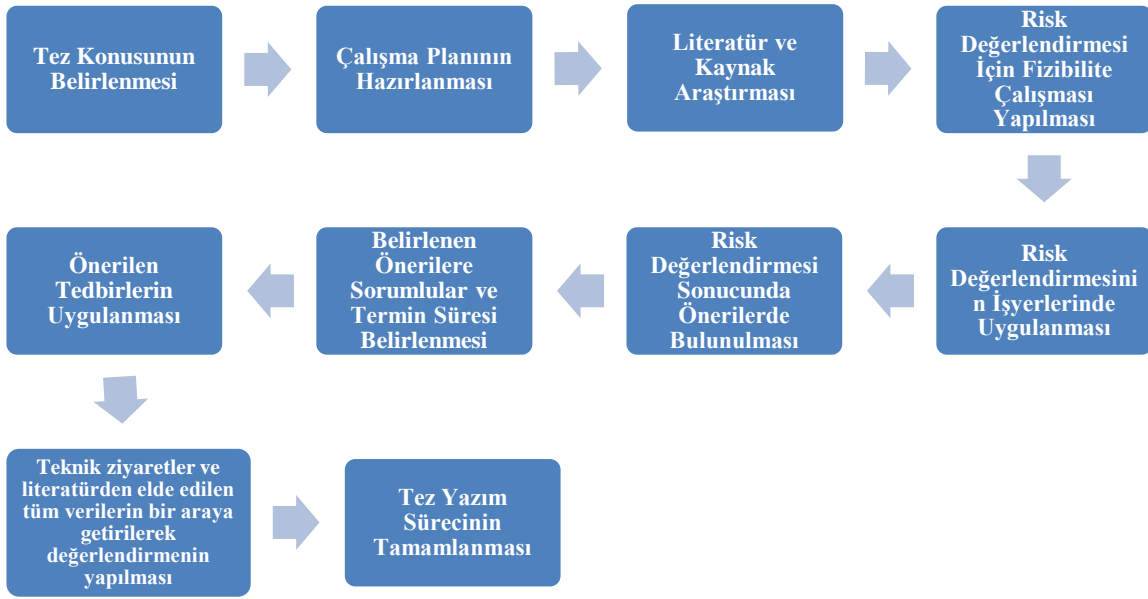 Tez Konusunun
Belirlenmesi
Çalışma Planının
Hazırlanması
Literatür ve
Kaynak
Araştırması
Risk
Değerlendirmesi
İçin Fizibilite
Çalışması
Yapılması
Risk
Değerlendirmesini
n İşyerlerinde
Uygulanması
Risk
Değerlendirmesi
Sonucunda
Önerilerde
Bulunulması
Belirlenen
Önerilere
Sorumlular ve
Termin Süresi
Belirlenmesi
Önerilen
Tedbirlerin
Uygulanması
Teknik ziyaretler ve
literatürden elde edilen
tüm verilerin bir araya
getirilerek
değerlendirmenin
yapılması
Tez Yazım
Sürecinin
Tamamlanması